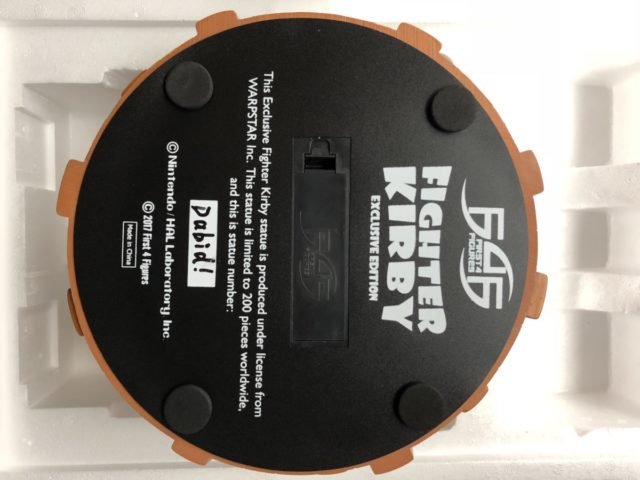 F4F
FIRST 4
FIGURES
FIGHTER
KIRBY
EXCLUSIVE EDITION
F4F
This Exclusive Fighter Kirby statue is produced under license from
WARPSTAR Inc. This statue is limited to 200 pieces worldwide,
and this is statue number:
Dabid!
©Nintendo / HAL Laboratory, Inc.
© 2017 First 4 Figures
Made in China